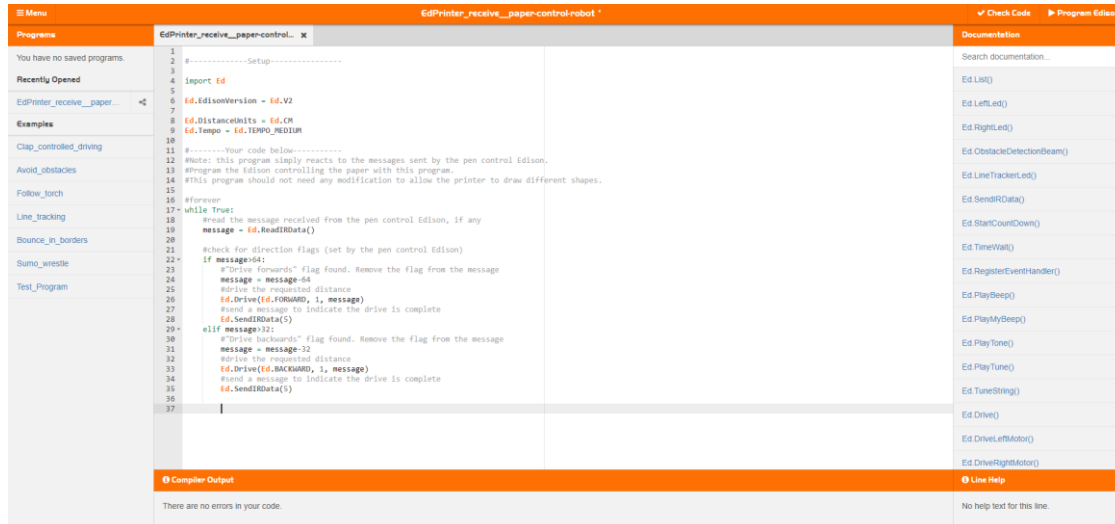 ≡ Menu
EdPrinter_receive__paper-control-robot *
✔ Check Code
▶ Program Edison
Programs
You have no saved programs.
Recently Opened
EdPrinter_receive__paper...
Examples
Clap_controlled_driving
Avoid_obstacles
Follow_torch
Line_tracking
Bounce_in_borders
Sumo_wrestle
Test_Program
EdPrinter_receive__paper-control... x
1
2 #-------------Setup----------------
3
4 import Ed
5
6 Ed.EdisonVersion = Ed.V2
7
8 Ed.DistanceUnits = Ed.CM
9 Ed.Tempo = Ed.TEMPO_MEDIUM
10
11 #--------Your code below-----------
12 #Note: this program simply reacts to the messages sent by the pen control Edison.
13 #Program the Edison controlling the paper with this program.
14 #This program should not need any modification to allow the printer to draw different shapes.
15
16 #forever
17 while True:
18     #read the message received from the pen control Edison, if any
19     message = Ed.ReadIRData()
20
21     #check for direction flags (set by the pen control Edison)
22     if message>64:
23         #"Drive forwards" flag found. Remove the flag from the message
24         message = message-64
25         #drive the requested distance
26         Ed.Drive(Ed.FORWARD, 1, message)
27         #send a message to indicate the drive is complete
28         Ed.SendIRData(5)
29     elif message>32:
30         #"Drive backwards" flag found. Remove the flag from the message
31         message = message-32
32         #drive the requested distance
33         Ed.Drive(Ed.BACKWARD, 1, message)
34         #send a message to indicate the drive is complete
35         Ed.SendIRData(5)
36
37
Compiler Output
There are no errors in your code.
Documentation
Search documentation...
Ed.List()
Ed.LeftLed()
Ed.RightLed()
Ed.ObstacleDetectionBeam()
Ed.LineTrackerLed()
Ed.SendIRData()
Ed.StartCountDown()
Ed.TimeWait()
Ed.RegisterEventHandler()
Ed.PlayBeep()
Ed.PlayMyBeep()
Ed.PlayTone()
Ed.PlayTune()
Ed.TuneString()
Ed.Drive()
Ed.DriveLeftMotor()
Ed.DriveRightMotor()
Line Help
No help text for this line.